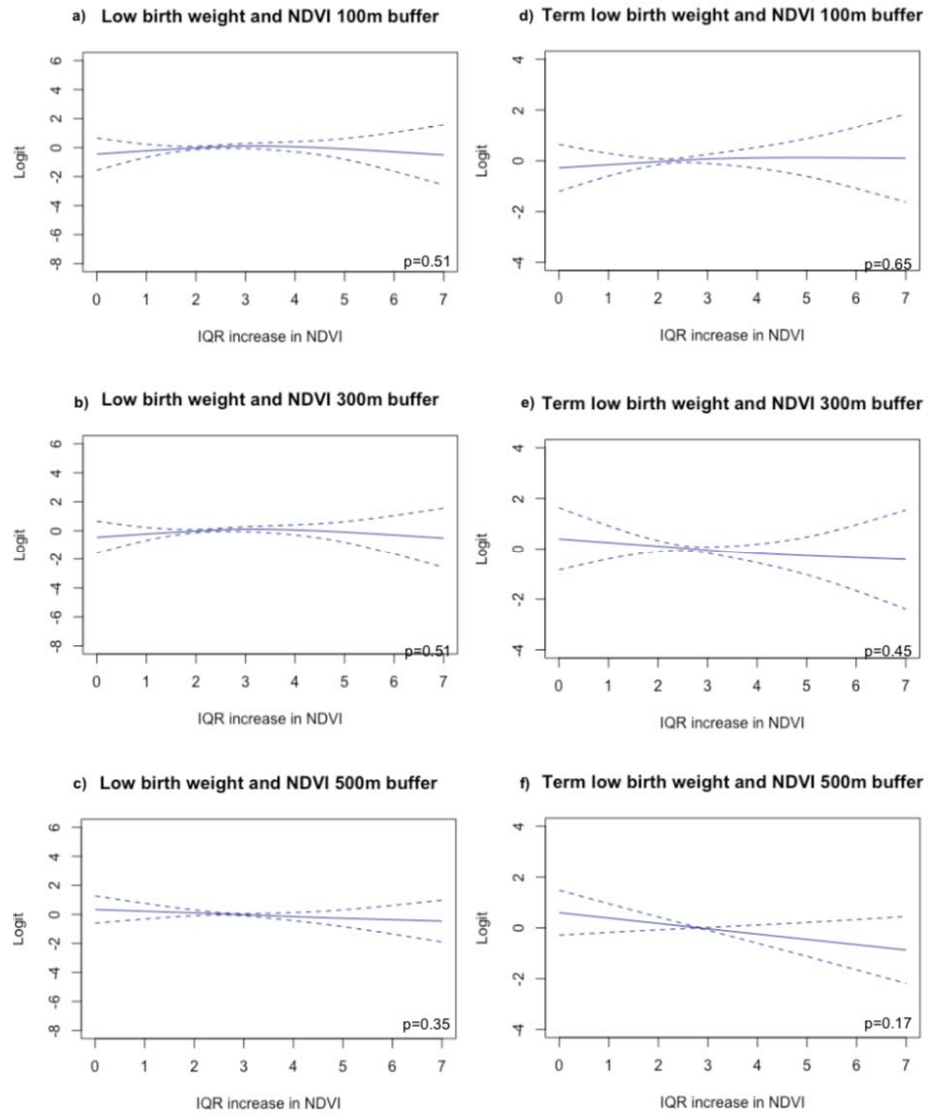 a) Low birth weight and NDVI 100m buffer
Logit
6
4
2
0
-2
-4
-6
-8
p=0.51
0 1 2 3 4 5 6 7
IQR increase in NDVI
d) Term low birth weight and NDVI 100m buffer
Logit
4
2
0
-2
-4
p=0.65
0 1 2 3 4 5 6 7
IQR increase in NDVI
b) Low birth weight and NDVI 300m buffer
Logit
6
4
2
0
-2
-4
-6
-8
p=0.51
0 1 2 3 4 5 6 7
IQR increase in NDVI
e) Term low birth weight and NDVI 300m buffer
Logit
4
2
0
-2
-4
p=0.45
0 1 2 3 4 5 6 7
IQR increase in NDVI
c) Low birth weight and NDVI 500m buffer
Logit
6
4
2
0
-2
-4
-6
-8
p=0.35
0 1 2 3 4 5 6 7
IQR increase in NDVI
f) Term low birth weight and NDVI 500m buffer
Logit
4
2
0
-2
-4
p=0.17
0 1 2 3 4 5 6 7
IQR increase in NDVI